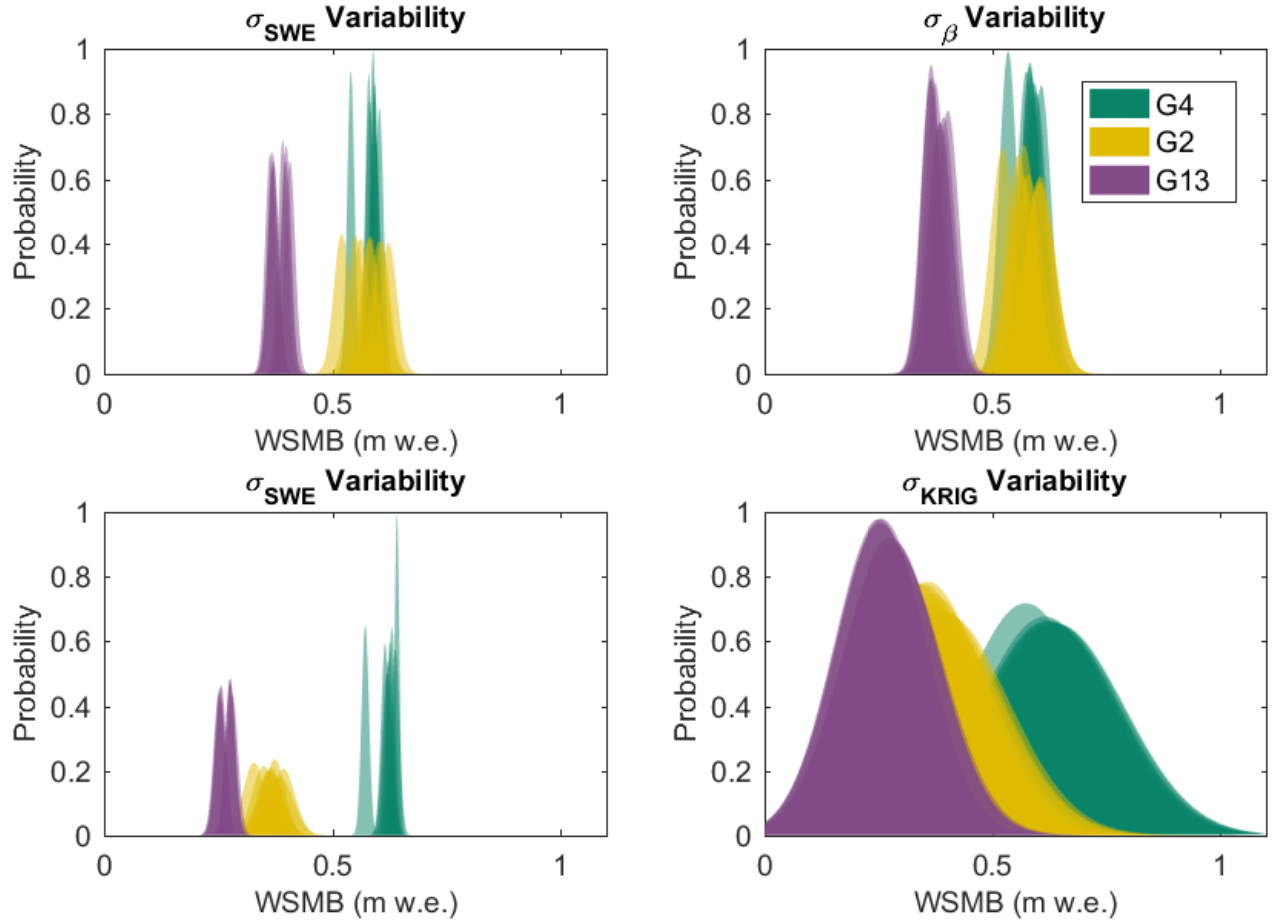 σSWE Variability
1
0.8
0.6
0.4
0.2
0
Probability
0
0.5
1
WSMB (m w.e.)
σβ Variability
1
0.8
0.6
0.4
0.2
0
Probability
G4
G2
G13
0
0.5
1
WSMB (m w.e.)
σSWE Variability
1
0.8
0.6
0.4
0.2
0
Probability
0
0.5
1
WSMB (m w.e.)
σKRIG Variability
1
0.8
0.6
0.4
0.2
0
Probability
0
0.5
1
WSMB (m w.e.)